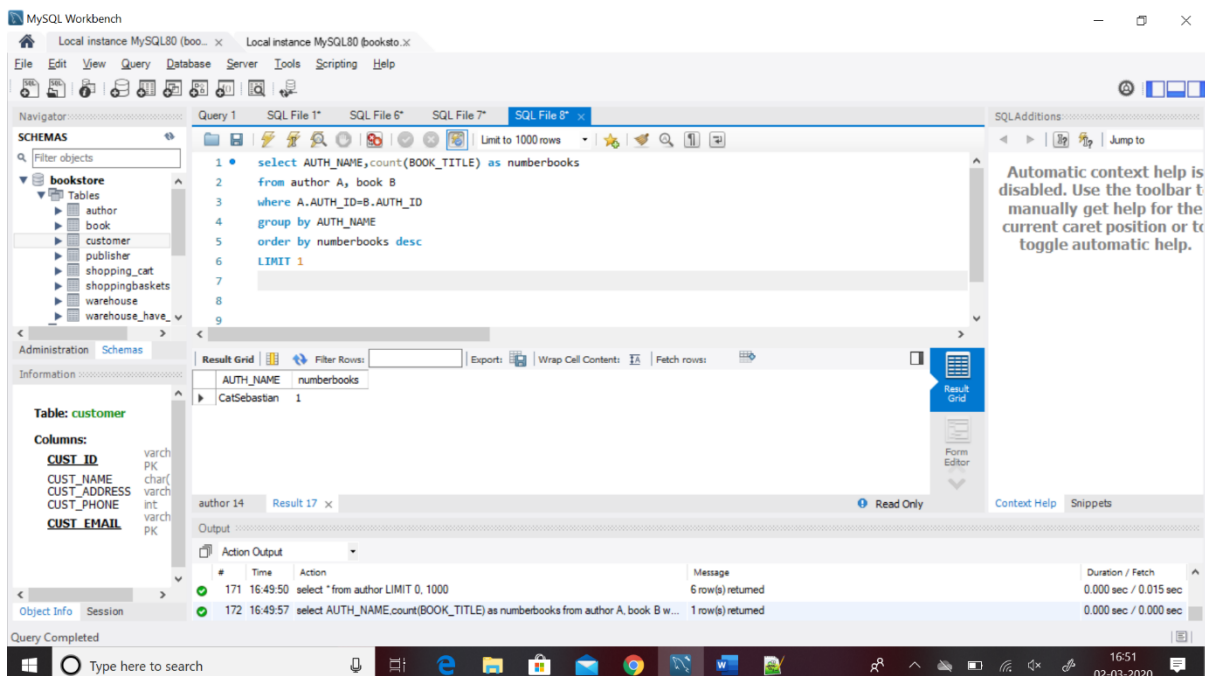 MySQL Workbench
Local instance MySQL80 (boo... × Local instance MySQL80 (booksto.×
File Edit View Query Database Server Tools Scripting Help
Navigator
SCHEMAS
Filter objects
bookstore
Tables
author
book
customer
publisher
shopping_cart
shoppingbaskets
warehouse
warehouse_have_
Administration Schemas
Information
Table: customer
Columns:
CUST_ID varch
PK
CUST_NAME char(
CUST_ADDRESS varch
CUST_PHONE int
CUST_EMAIL varch
PK
Object Info Session
Query 1 SQL File 1* SQL File 6* SQL File 7* SQL File 8* ×
Limit to 1000 rows
1 select AUTH_NAME,count(BOOK_TITLE) as numberbooks
2 from author A, book B
3 where A.AUTH_ID=B.AUTH_ID
4 group by AUTH_NAME
5 order by numberbooks desc
6 LIMIT 1
7
8
9
Result Grid Filter Rows: Export: Wrap Cell Content: Fetch rows:
AUTH_NAME numberbooks
CatSebastian 1
Result
Grid
Form
Editor
author 14 Result 17 × Read Only
Output
Action Output
# Time Action Message Duration / Fetch
171 16:49:50 select * from author LIMIT 0, 1000 6 row(s) returned 0.000 sec / 0.015 sec
172 16:49:57 select AUTH_NAME,count(BOOK_TITLE) as numberbooks from author A, book B w... 1 row(s) returned 0.000 sec / 0.000 sec
SQLAdditions
Jump to
Automatic context help is
disabled. Use the toolbar t
manually get help for the
current caret position or to
toggle automatic help.
Context Help Snippets
Query Completed
Type here to search
16:51
02-03-2020